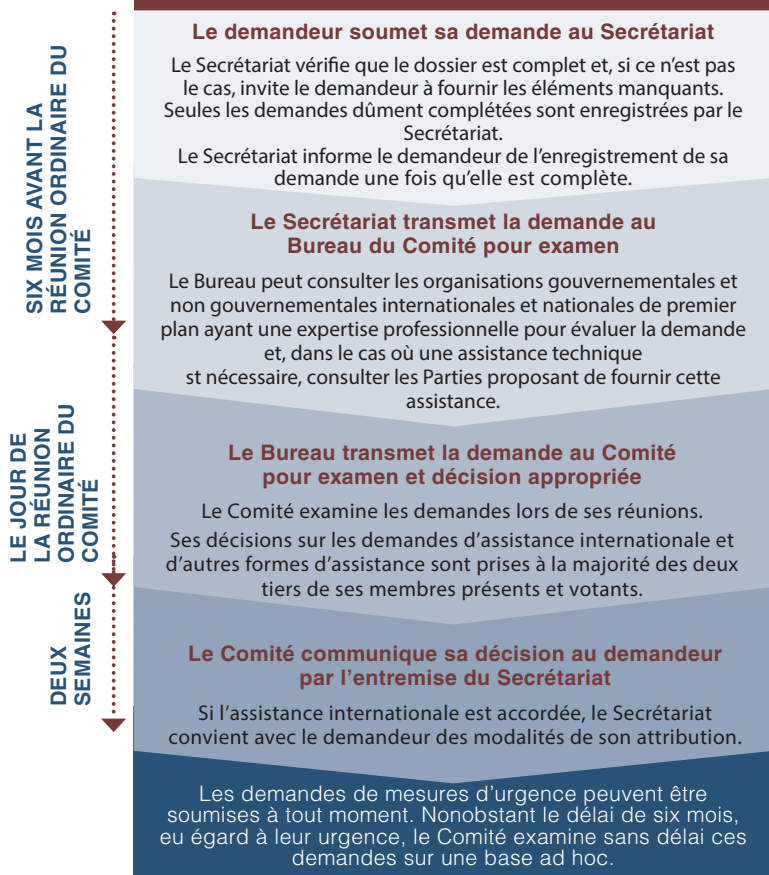 Le demandeur soumet sa demande au Secrétariat
Le Secrétariat vérifie que le dossier est complet et, si ce n'est pas
le cas, invite le demandeur à fournir les éléments manquants.
Seules les demandes dûment complétées sont enregistrées par le
Secrétariat.
Le Secrétariat informe le demandeur de l'enregistrement de sa
demande une fois qu'elle est complète.
SIX MOIS AVANT LA
RÉUNION ORDINAIRE DU
COMITÉ
Le Secrétariat transmet la demande au
Bureau du Comité pour examen
Le Bureau peut consulter les organisations gouvernementales et
non gouvernementales internationales et nationales de premier
plan ayant une expertise professionnelle pour évaluer la demande
et, dans le cas où une assistance technique
st nécessaire, consulter les Parties proposant de fournir cette
assistance.
LE JOUR DE
LA RÉUNION
ORDINAIRE DU
COMITÉ
Le Bureau transmet la demande au Comité
pour examen et décision appropriée
Le Comité examine les demandes lors de ses réunions.
Ses décisions sur les demandes d'assistance internationale et
d'autres formes d'assistance sont prises à la majorité des deux
tiers de ses membres présents et votants.
DEUX
SEMAINES
Le Comité communique sa décision au demandeur
par l'entremise du Secrétariat
Si l'assistance internationale est accordée, le Secrétariat
convient avec le demandeur des modalités de son attribution.
Les demandes de mesures d'urgence peuvent être
soumises à tout moment. Nonobstant le délai de six mois,
eu égard à leur urgence, le Comité examine sans délai ces
demandes sur une base ad hoc.